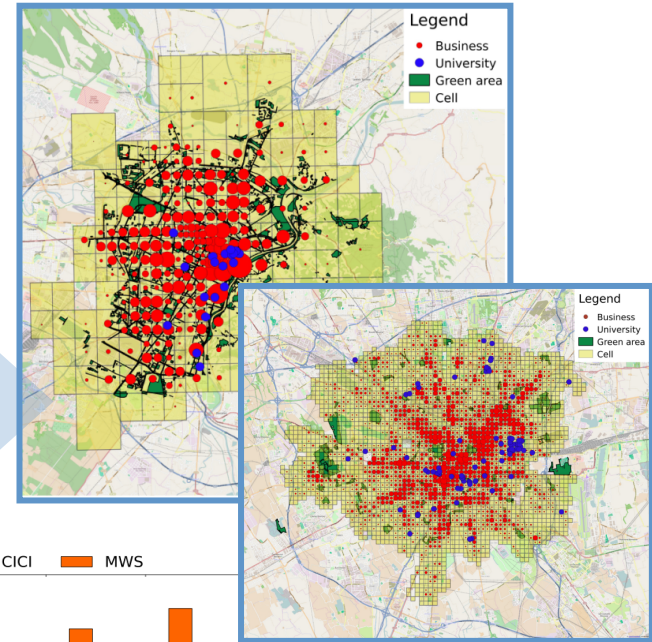 Legend
Business
University
Green area
Cell
Legend
Business
University
Green area
Cell
CICI
MWS